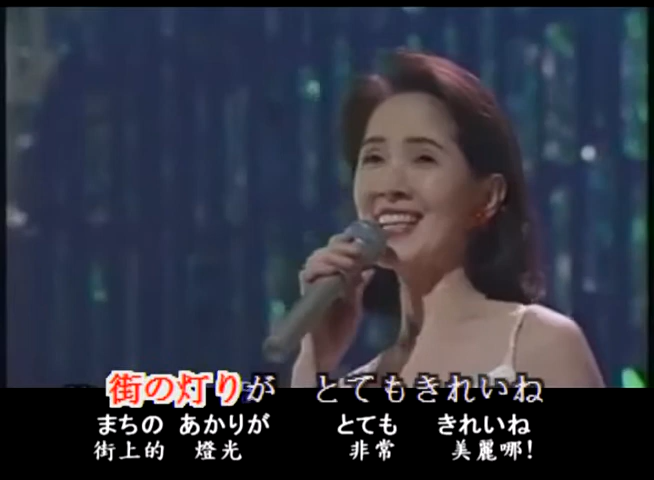 街の灯りが とてもきれいね
まちの あかりが とても きれいね
街上的 燈光 非常 美麗哪!